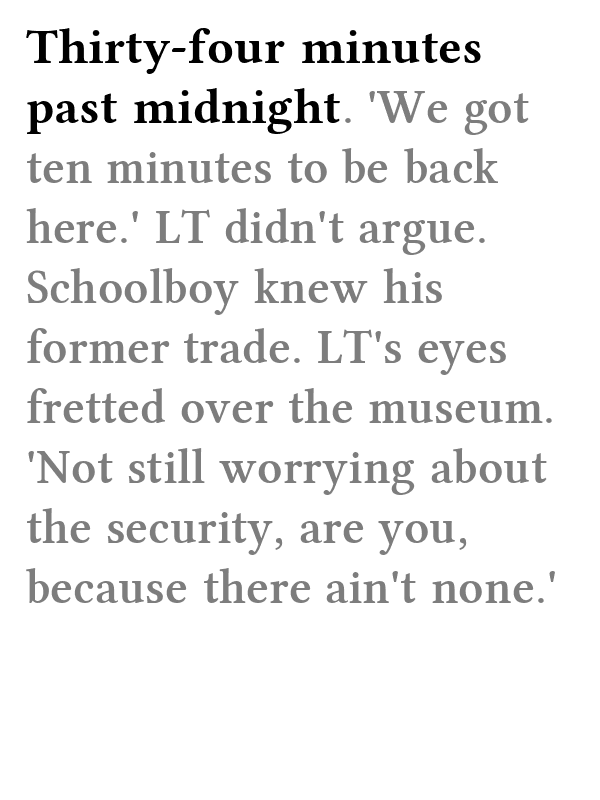 Thirty-four minutes
past midnight. 'We got
ten minutes to be back
here.' LT didn't argue.
Schoolboy knew his
former trade. LT's eyes
fretted over the museum.
'Not still worrying about
the security, are you,
because there ain't none.'